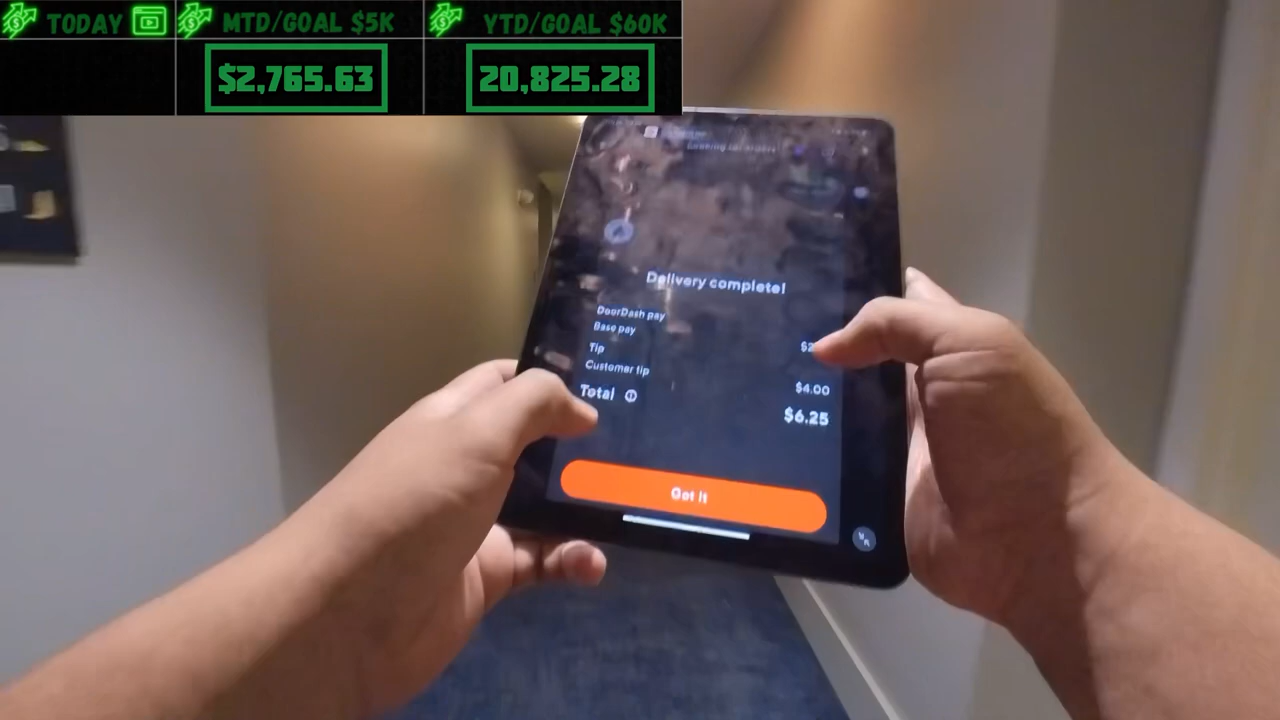 TODAY
MTD/GOAL $5K
YTD/GOAL $60K
$2,765.63
20,825.28
Delivery complete!
DoorDash pay
Base pay
Tip
Customer tip $4.00
Total $6.25
Got it